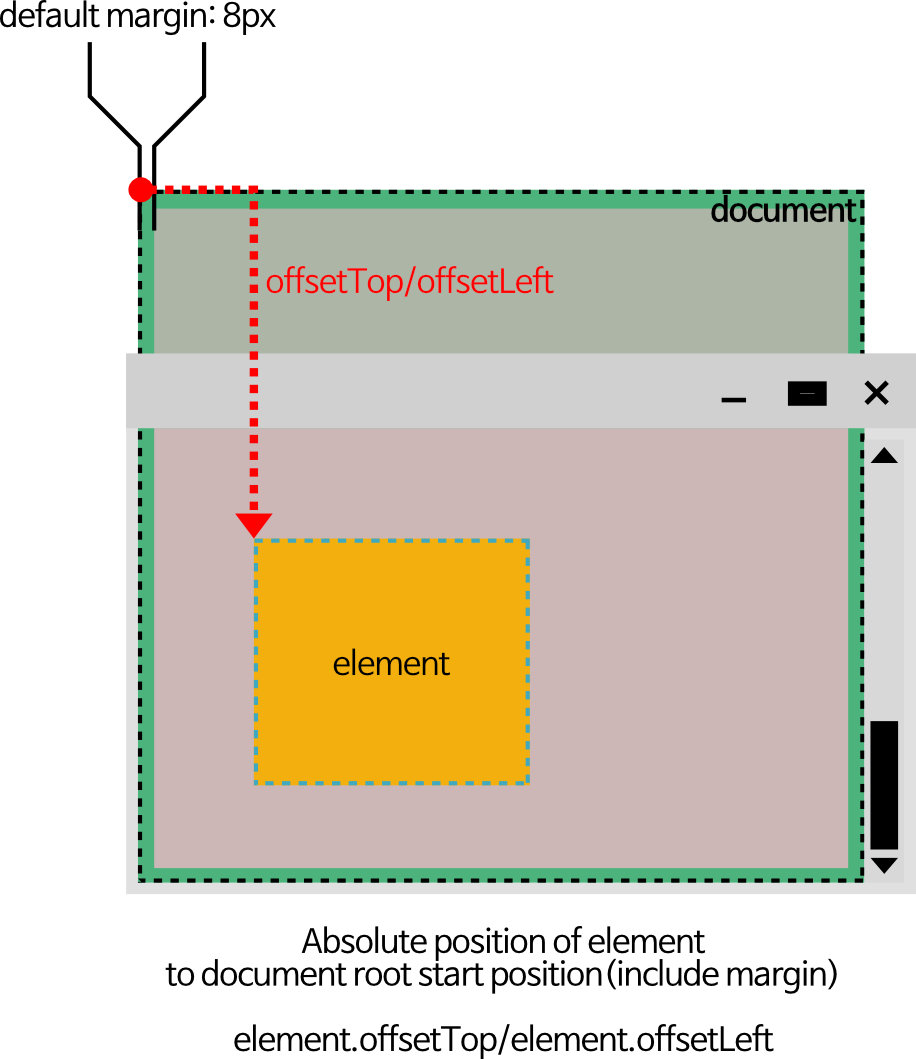 default margin: 8px
document
offsetTop/offsetLeft
element
Absolute position of element
to document root start position(include margin)
element.offsetTop/element.offsetLeft